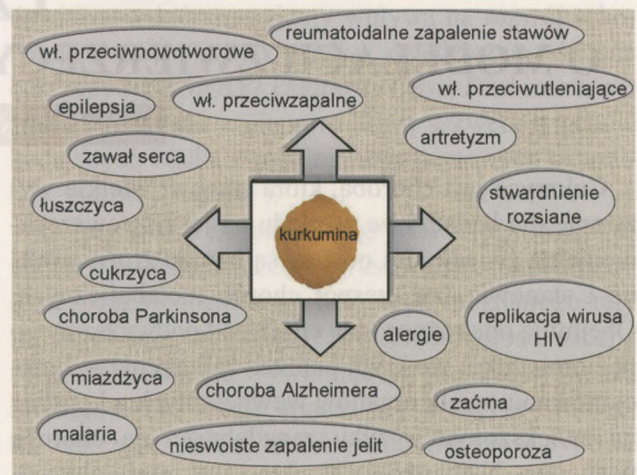 reumatoidalne zapalenie stawów
wł. przeciwnowotworowe
wł. przeciwutleniające
epilepsja
wł. przeciwzapalne
artretyzm
zawał serca
stwardnienie
rozsiane
łuszczyca
kurkumina
cukrzyca
choroba Parkinsona
replikacja wirusa
HIV
alergie
miażdżyca
choroba Alzheimera
zaćma
malaria
nieswoiste zapalenie jelit
osteoporoza